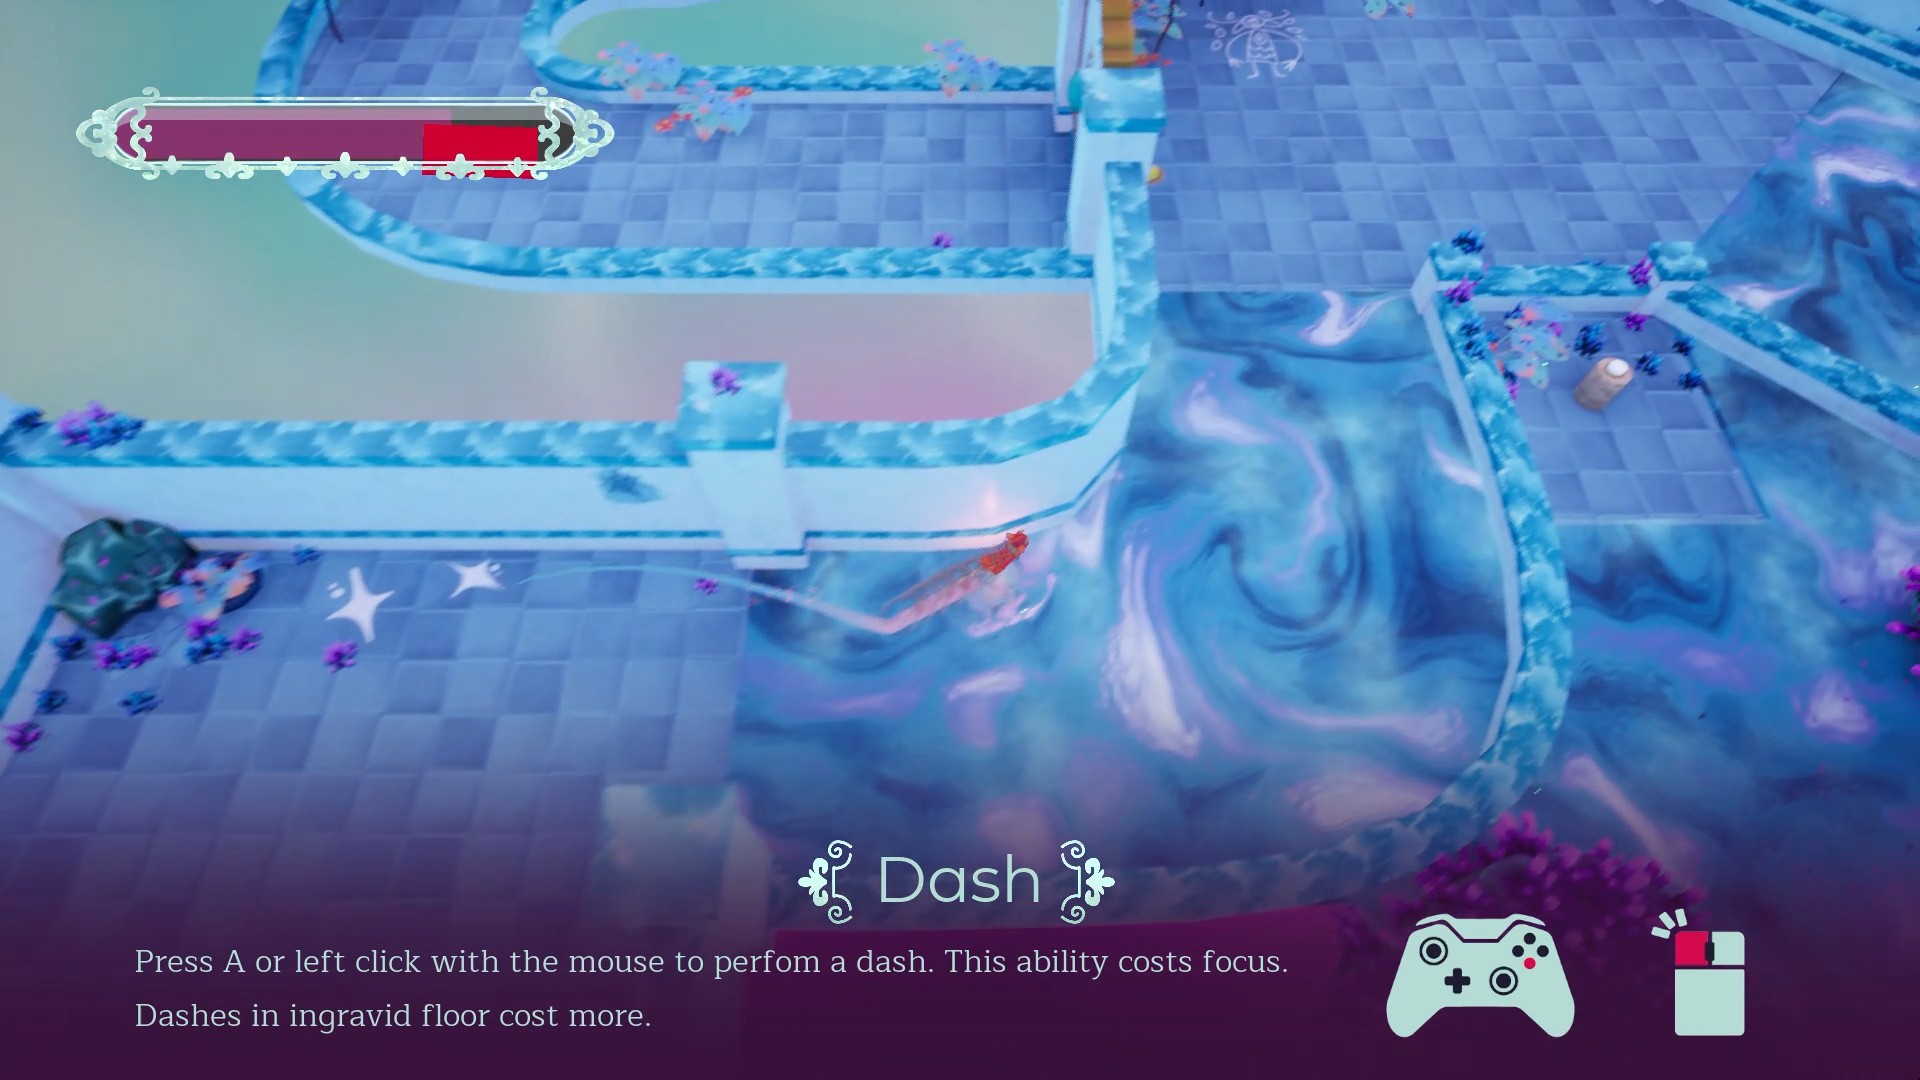 Dash
Press A or left click with the mouse to perfom a dash. This ability costs focus.
Dashes in ingravid floor cost more.